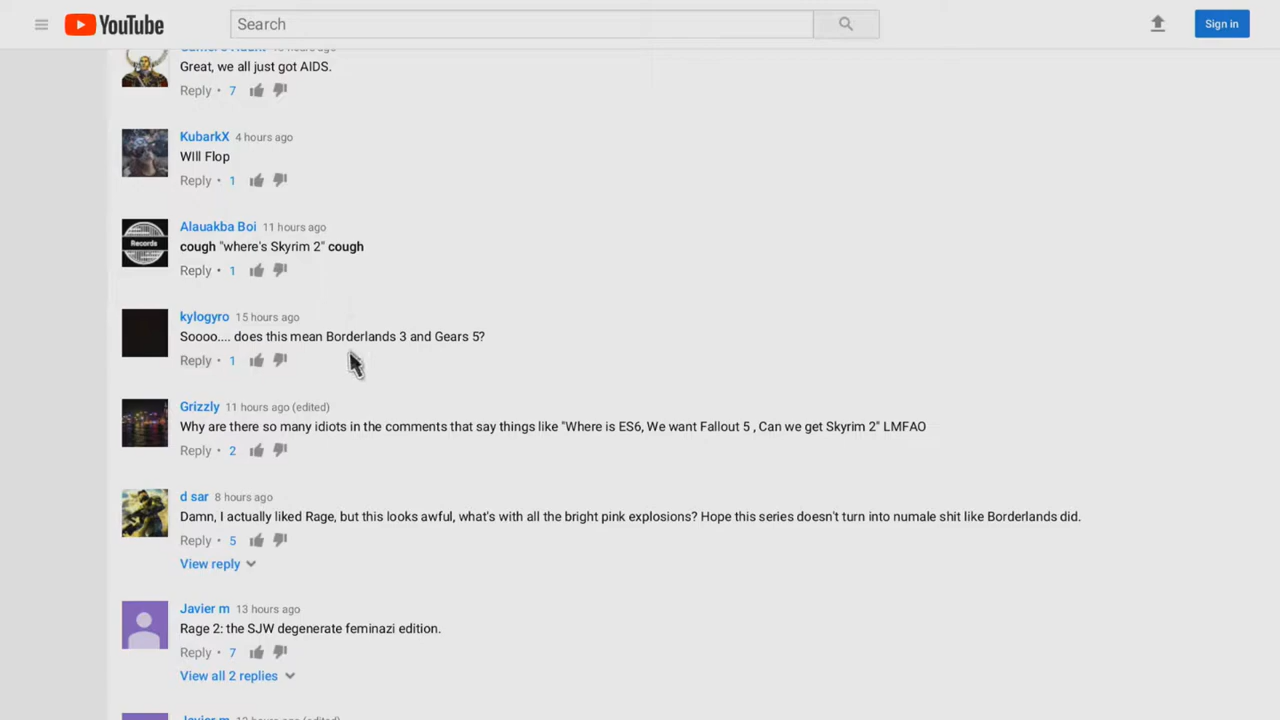 YouTube
Search
Sign in
Great, we all just got AIDS.
Reply • 7
KubarkX 4 hours ago
WIll Flop
Reply • 1
Alauakba Boi 11 hours ago
Records
cough "where's Skyrim 2" cough
Reply • 1
kylogyro 15 hours ago
Soooo.... does this mean Borderlands 3 and Gears 5?
Reply • 1
Grizzly 11 hours ago (edited)
Why are there so many idiots in the comments that say things like "Where is ES6, We want Fallout 5 , Can we get Skyrim 2" LMFAO
Reply • 2
d sar 8 hours ago
Damn, I actually liked Rage, but this looks awful, what's with all the bright pink explosions? Hope this series doesn't turn into numale shit like Borderlands did.
Reply • 5
View reply
Javier m 13 hours ago
Rage 2: the SJW degenerate feminazi edition.
Reply • 7
View all 2 replies